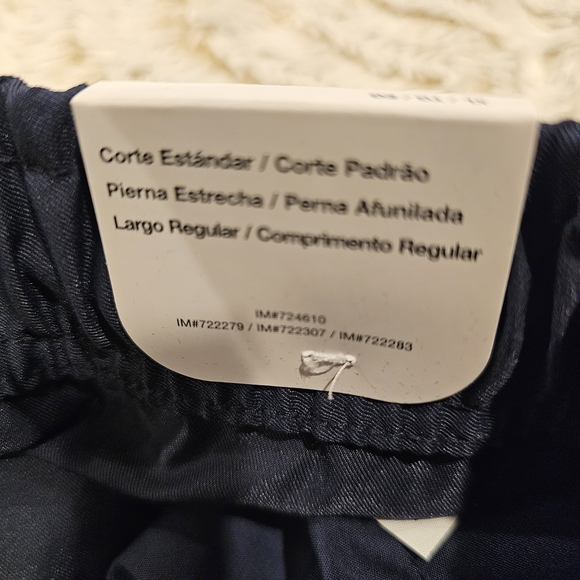 Corte Estándar / Corte Padrão
Pierna Estrecha / Perna Afunilada
Largo Regular / Comprimento Regular
IM#724610
IM#722279 / IM#722307 / IM#722283